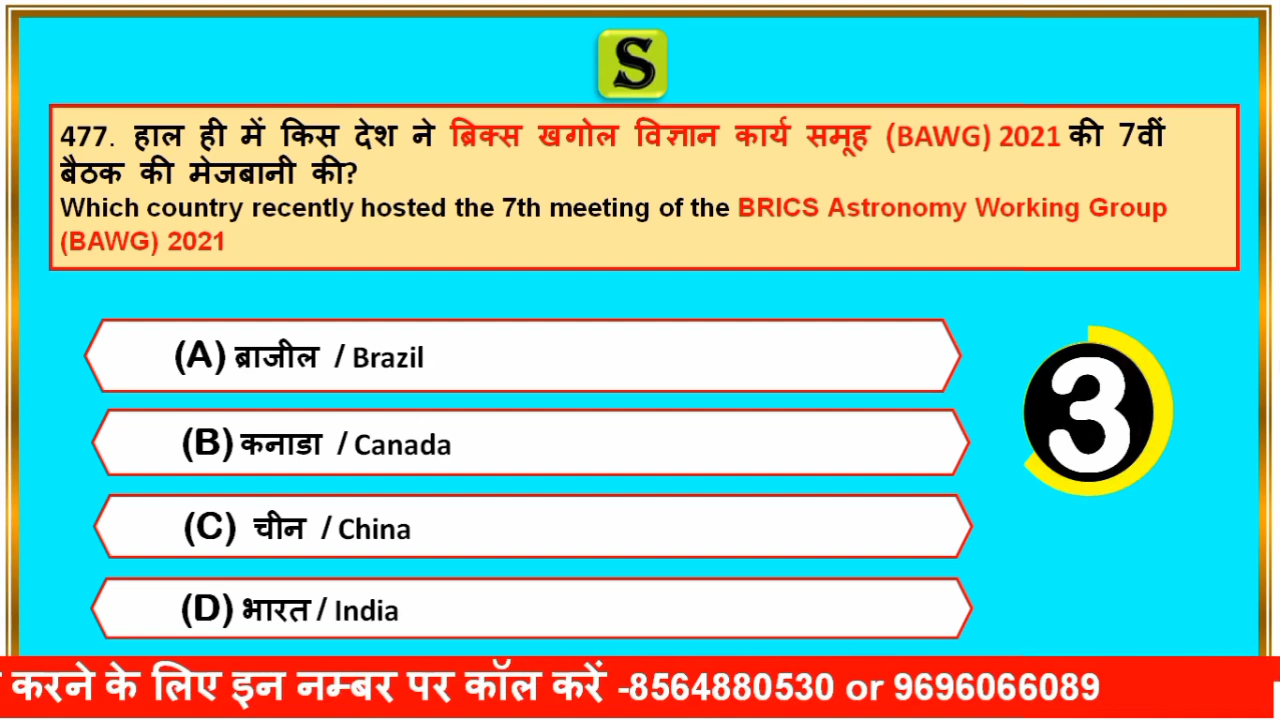 S
477. हाल ही में किस देश ने ब्रिक्स खगोल विज्ञान कार्य समूह (BAWG) 2021 की 7वीं
बैठक की मेजबानी की?
Which country recently hosted the 7th meeting of the BRICS Astronomy Working Group
(BAWG) 2021
(A) ब्राजील / Brazil
3
(B) कनाडा / Canada
(C) चीन / China
(D) भारत / India
करने के लिए इन नम्बर पर कॉल करें -8564880530 or 9696066089